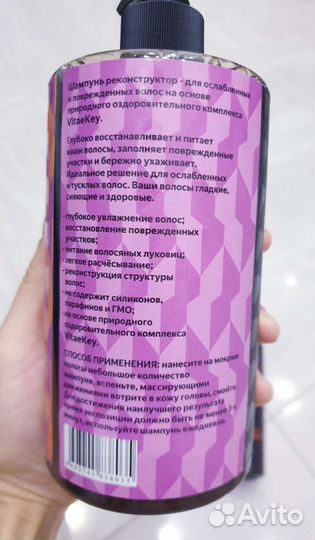 Шампунь реконструктор - для ослабленных
и поврежденных волос на основе
природного оздоровительного комплекса
VitaeKey.
Глубоко восстанавливает и питает
ваши волосы, заполняет поврежденные
участки и бережно ухаживает.
Идеальное решение для ослабленных
и тусклых волос. Ваши волосы гладкие,
сияющие и здоровые.
- глубокое увлажнение волос;
- восстановление поврежденных
участков;
- питание волосяных луковиц;
- легкое расчёсывание;
- реконструкция структуры
волос;
- не содержит силиконов,
парафинов и ГМО;
- на основе природного
оздоровительного комплекса
VitaeKey.
СПОСОБ ПРИМЕНЕНИЯ: нанесите на мокрые
волосы небольшое количество
шампуня, вспеньте, массирующими
движениями вотрите в кожу головы, смойте.
Для достижения наилучшего результата
время экспозиции должно быть не менее 3-х
минут, используйте шампунь ежедневно.
Avito